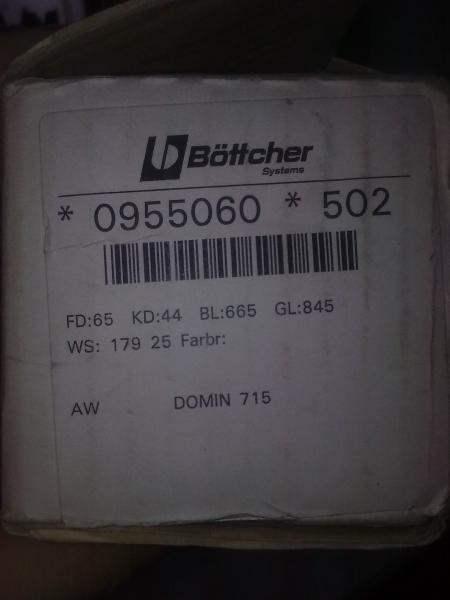 Böttcher
Systems
* 0955060 * 502
FD:65 KD:44 BL:665 GL:845
WS: 179 25 Farbr:
AW DOMIN 715